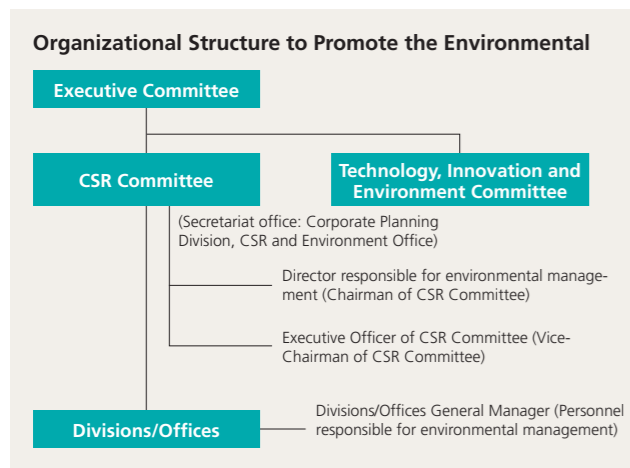 Organizational Structure to Promote the Environmental
Executive Committee
CSR Committee
Technology, Innovation and
Environment Committee
(Secretariat office: Corporate Planning
Division, CSR and Environment Office)
Director responsible for environmental manage-
ment (Chairman of CSR Committee)
Executive Officer of CSR Committee (Vice-
Chairman of CSR Committee)
Divisions/Offices
Divisions/Offices General Manager (Personnel
responsible for environmental management)